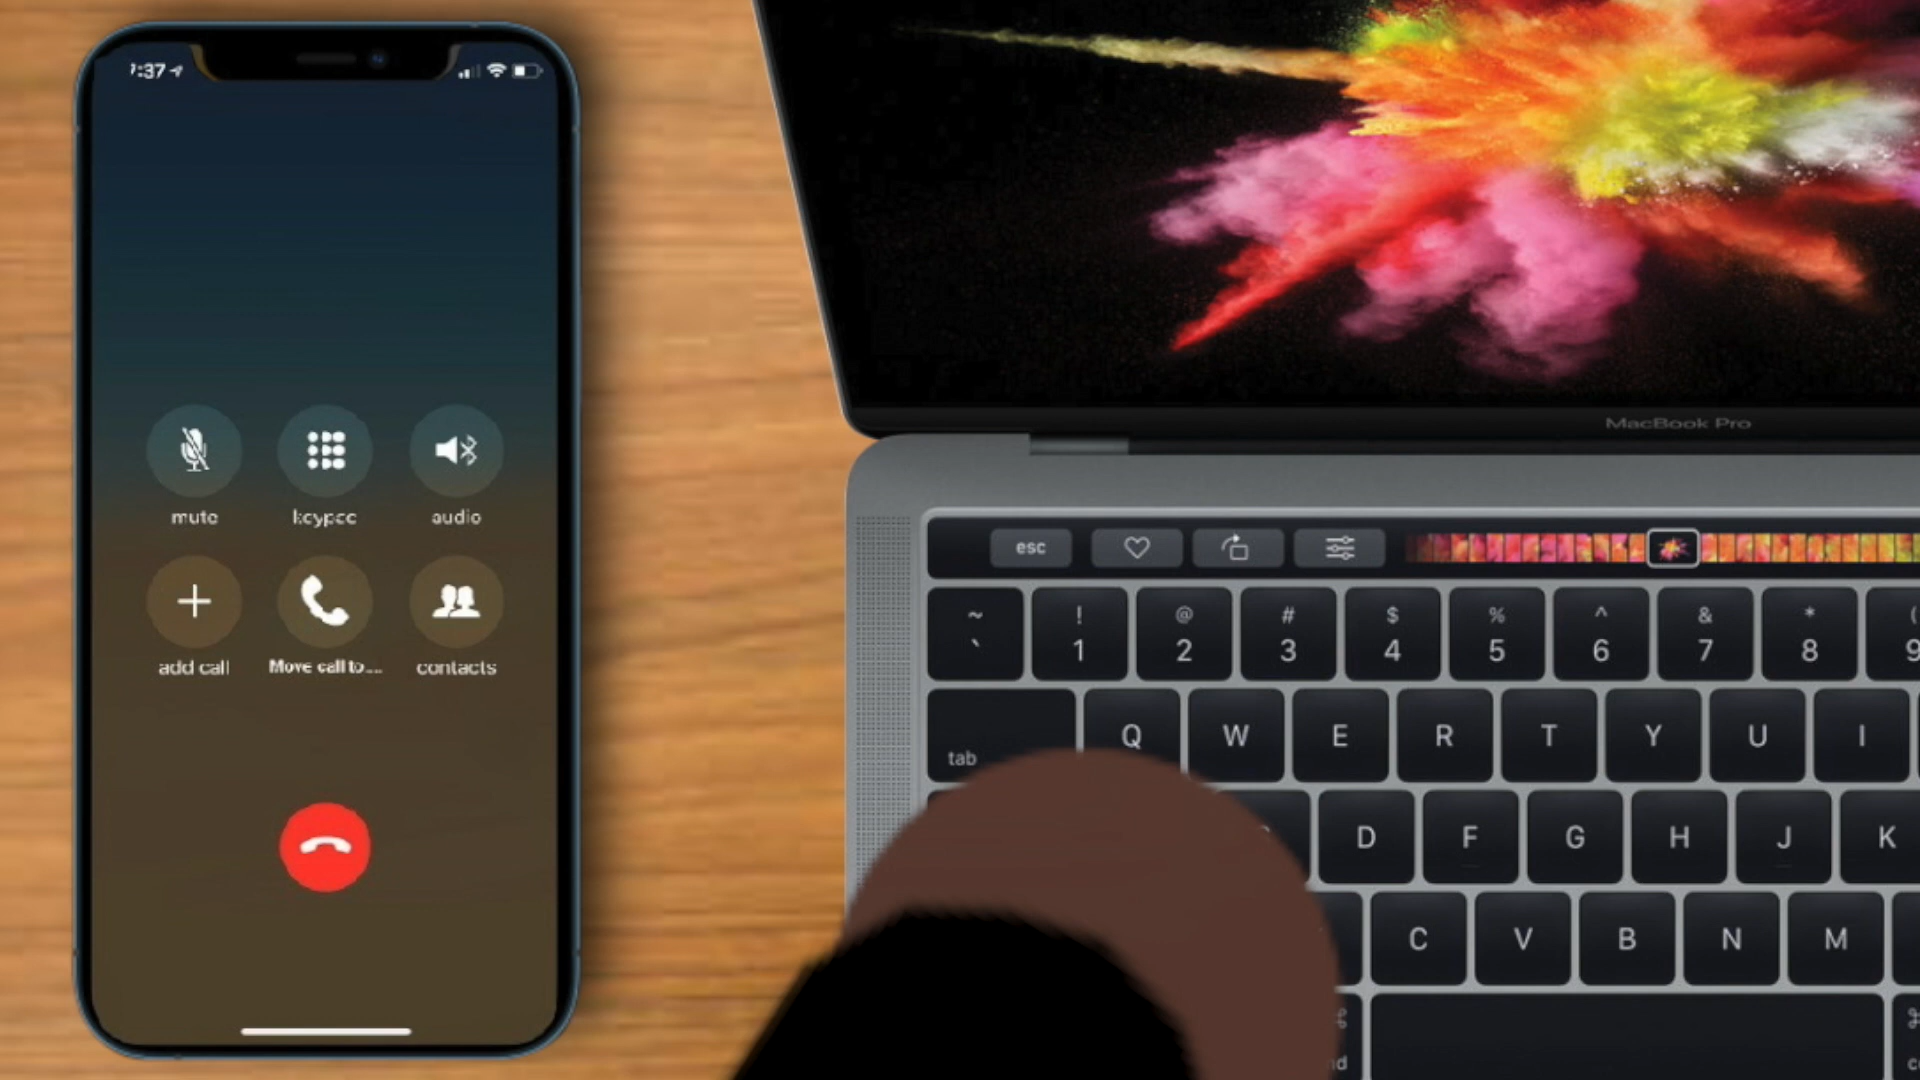 :37
mute
audio
add call
Move call to...
contacts
MacBook Pro
esc
~ ! @ # $ % ^ & * (
` 1 2 3 4 5 6 7 8 9
tab Q W E R T Y U I
D F G H J K
C V B N M